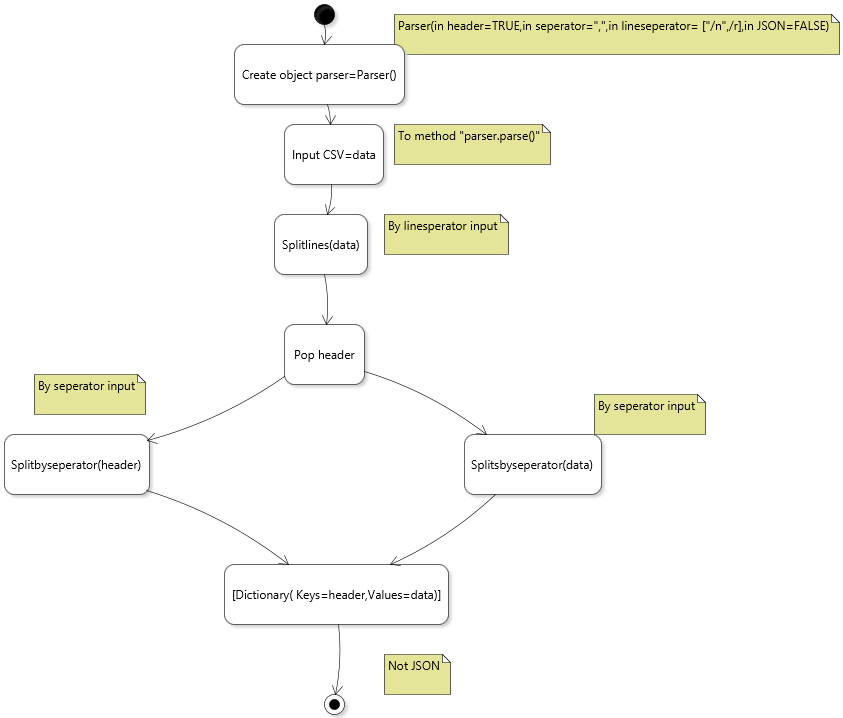 Parser(in header=TRUE,in seperator=",",in lineseperator= ["/n",/r],in JSON=FALSE)
Create object parser=Parser()
To method "parser.parse()"
Input CSV=data
By linesperator input
Splitlines(data)
Pop header
By seperator input
By seperator input
Splitbyseperator(header)
Splitsbyseperator(data)
[Dictionary( Keys=header,Values=data)]
Not JSON